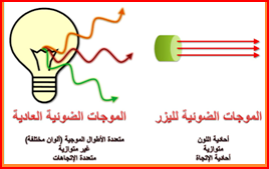 الموجات الضوئية لليزر
أحادية اللون
متوازية
أحادية الإتجاة
الموجات الضوئية العادية
متعددة الأطوال الموجية (ألوان مختلفة)
غير متوازية
متعددة الإتجاهات